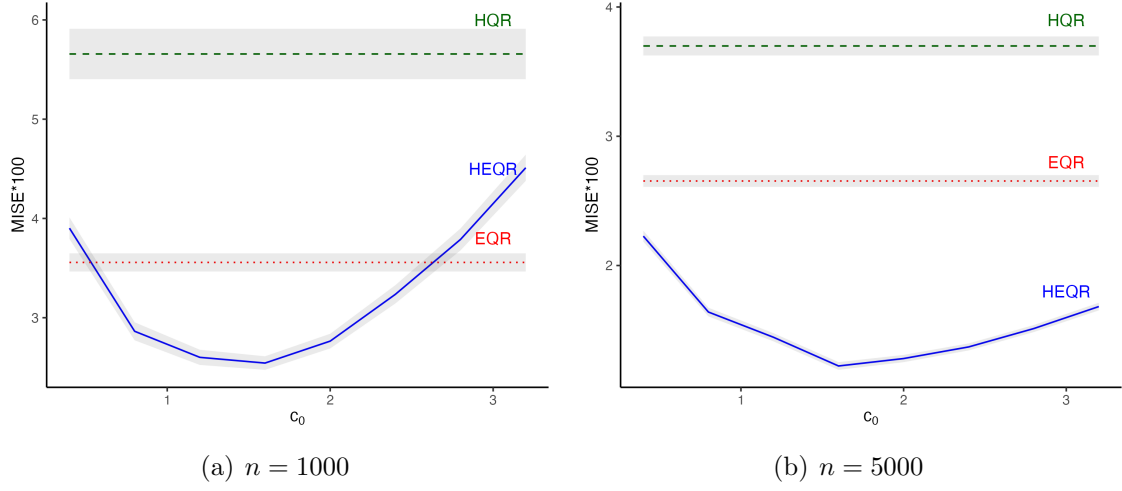 HQR
HEQR
EQR
6
5
4
3
MISE*100
1 2 3
c₀
(a) n = 1000
HQR
EQR
HEQR
4
3
2
MISE*100
1 2 3
c₀
(b) n = 5000